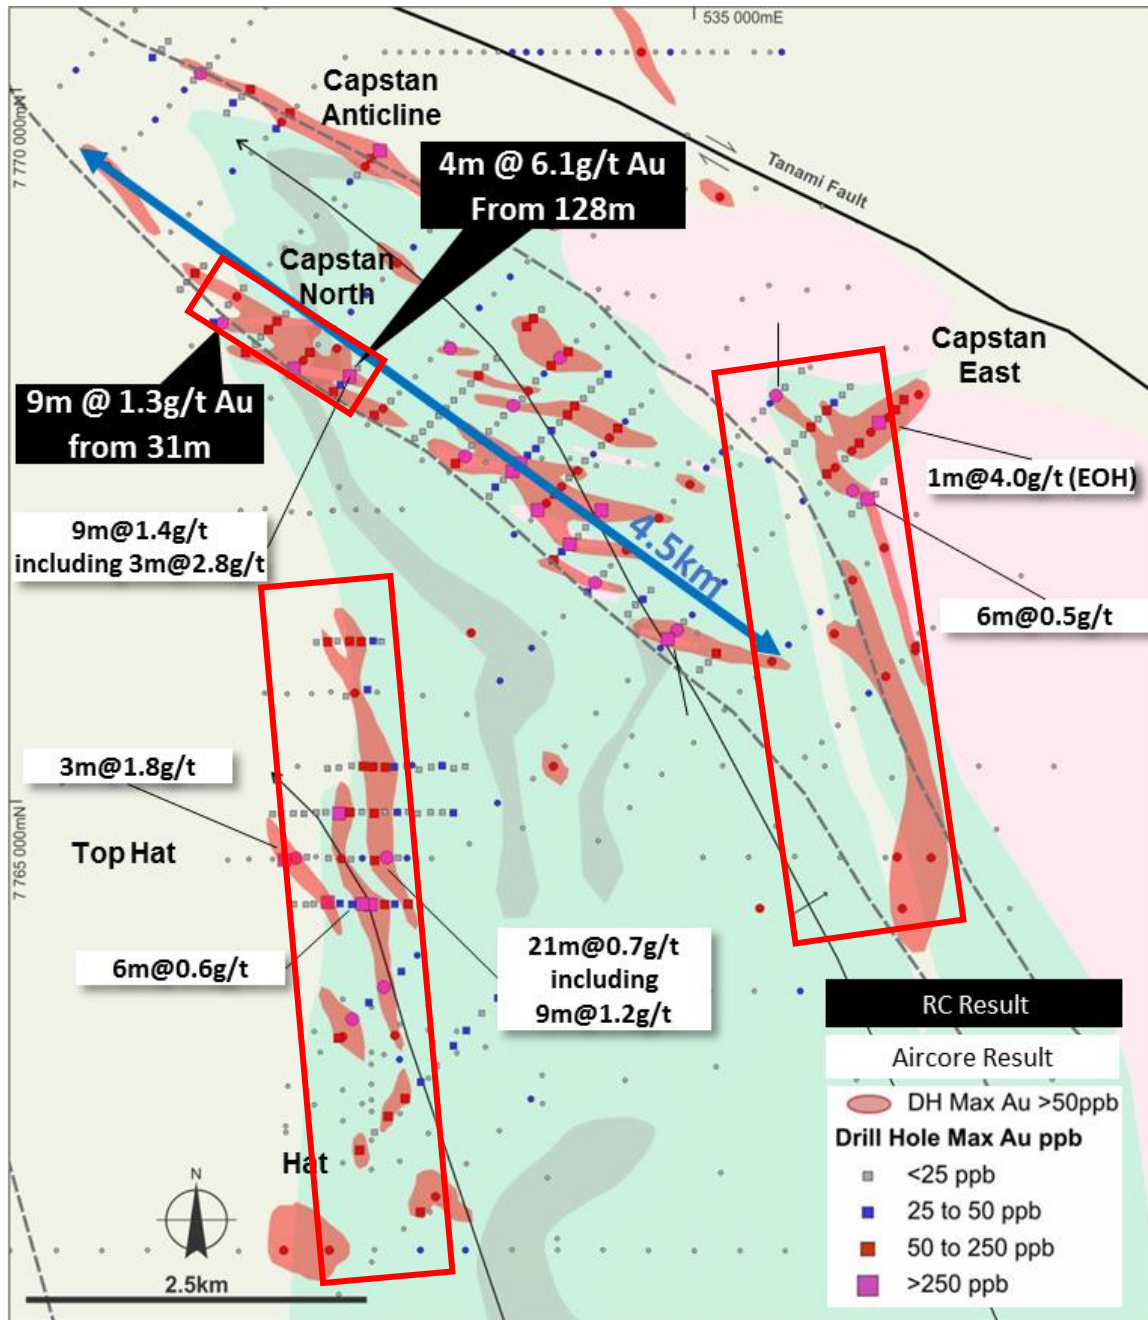 535 000mE
Capstan
Anticline
7 770 000mN
Tanami Fault
4m @ 6.1g/t Au
From 128m
Capstan
North
Capstan
East
9m @ 1.3g/t Au
from 31m
1m@4.0g/t (EOH)
9m@1.4g/t
including 3m@2.8g/t
4.5km
6m@0.5g/t
3m@1.8g/t
7 765 000mN
Top Hat
6m@0.6g/t
21m@0.7g/t
including
9m@1.2g/t
Hat
N
2.5km
RC Result
Aircore Result
DH Max Au >50ppb
Drill Hole Max Au ppb
<25 ppb
25 to 50 ppb
50 to 250 ppb
>250 ppb